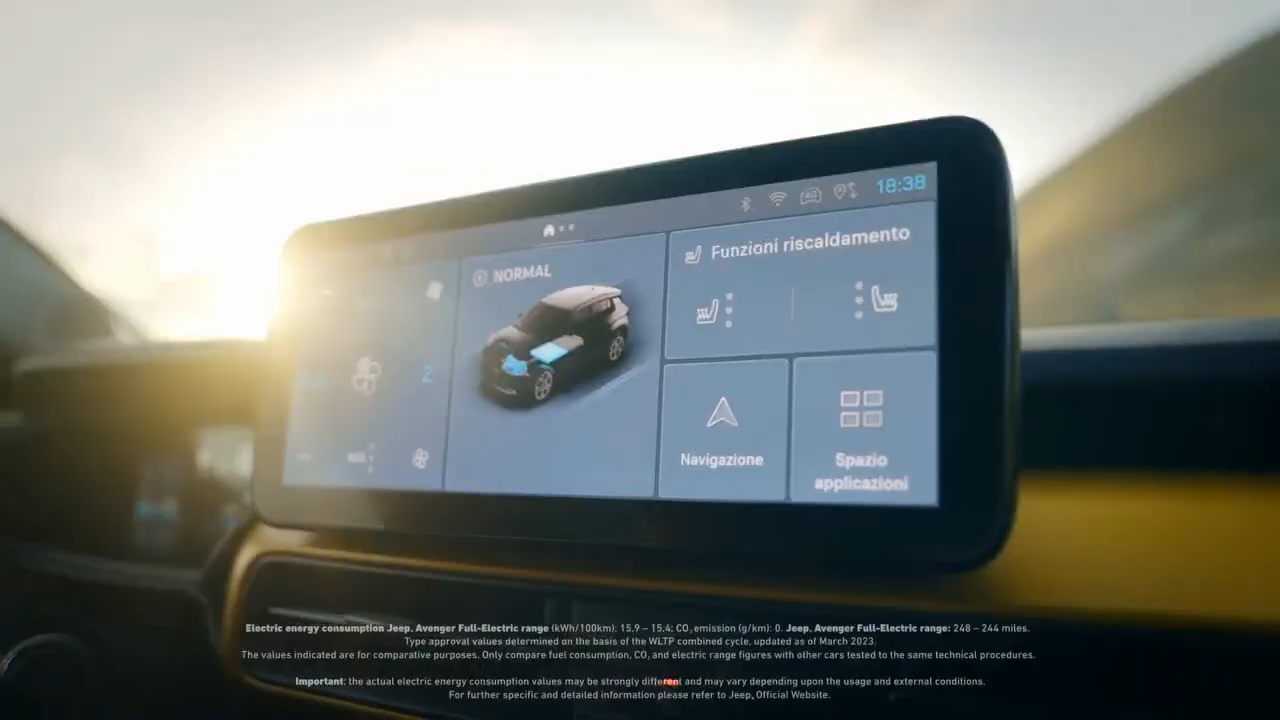 18:38
NORMAL
Funzioni riscaldamento
2
Navigazione
Spazio
applicazioni
Electric energy consumption Jeep® Avenger Full-Electric range (kWh/100km): 15.9 – 15.4; CO₂ emission (g/km): 0. Jeep® Avenger Full-Electric range: 248 – 244 miles.
Type approval values determined on the basis of the WLTP combined cycle, updated as of March 2023.
The values indicated are for comparative purposes. Only compare fuel consumption, CO₂ and electric range figures with other cars tested to the same technical procedures.
Important: the actual electric energy consumption values may be strongly different and may vary depending upon the usage and external conditions.
For further specific and detailed information please refer to Jeep® Official Website.